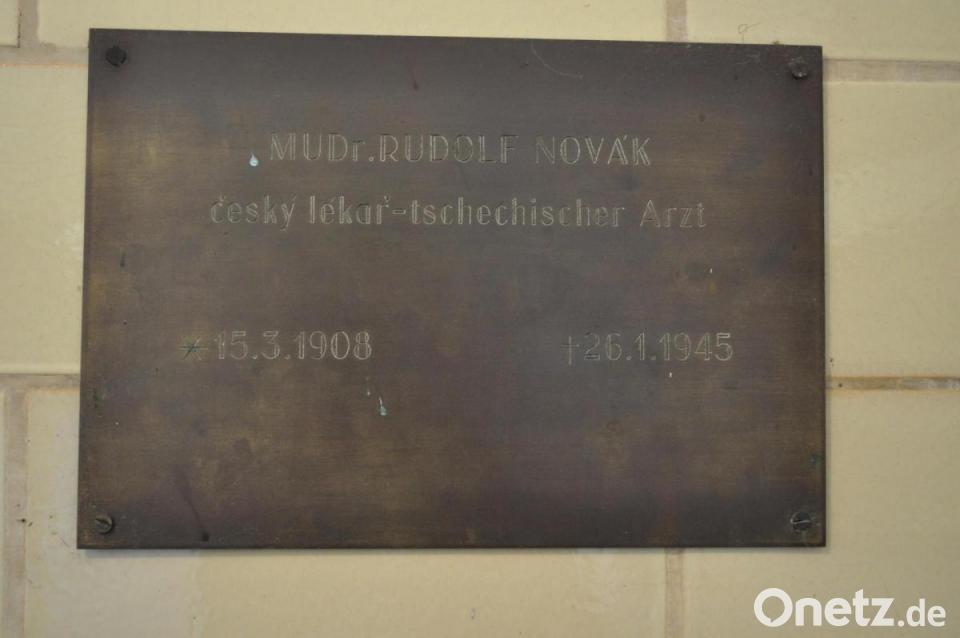 MUDr. RUDOLF NOVÁK
český lékař-tschechischer Arzt
* 15.3.1908 † 26.1.1945
Onetz.de